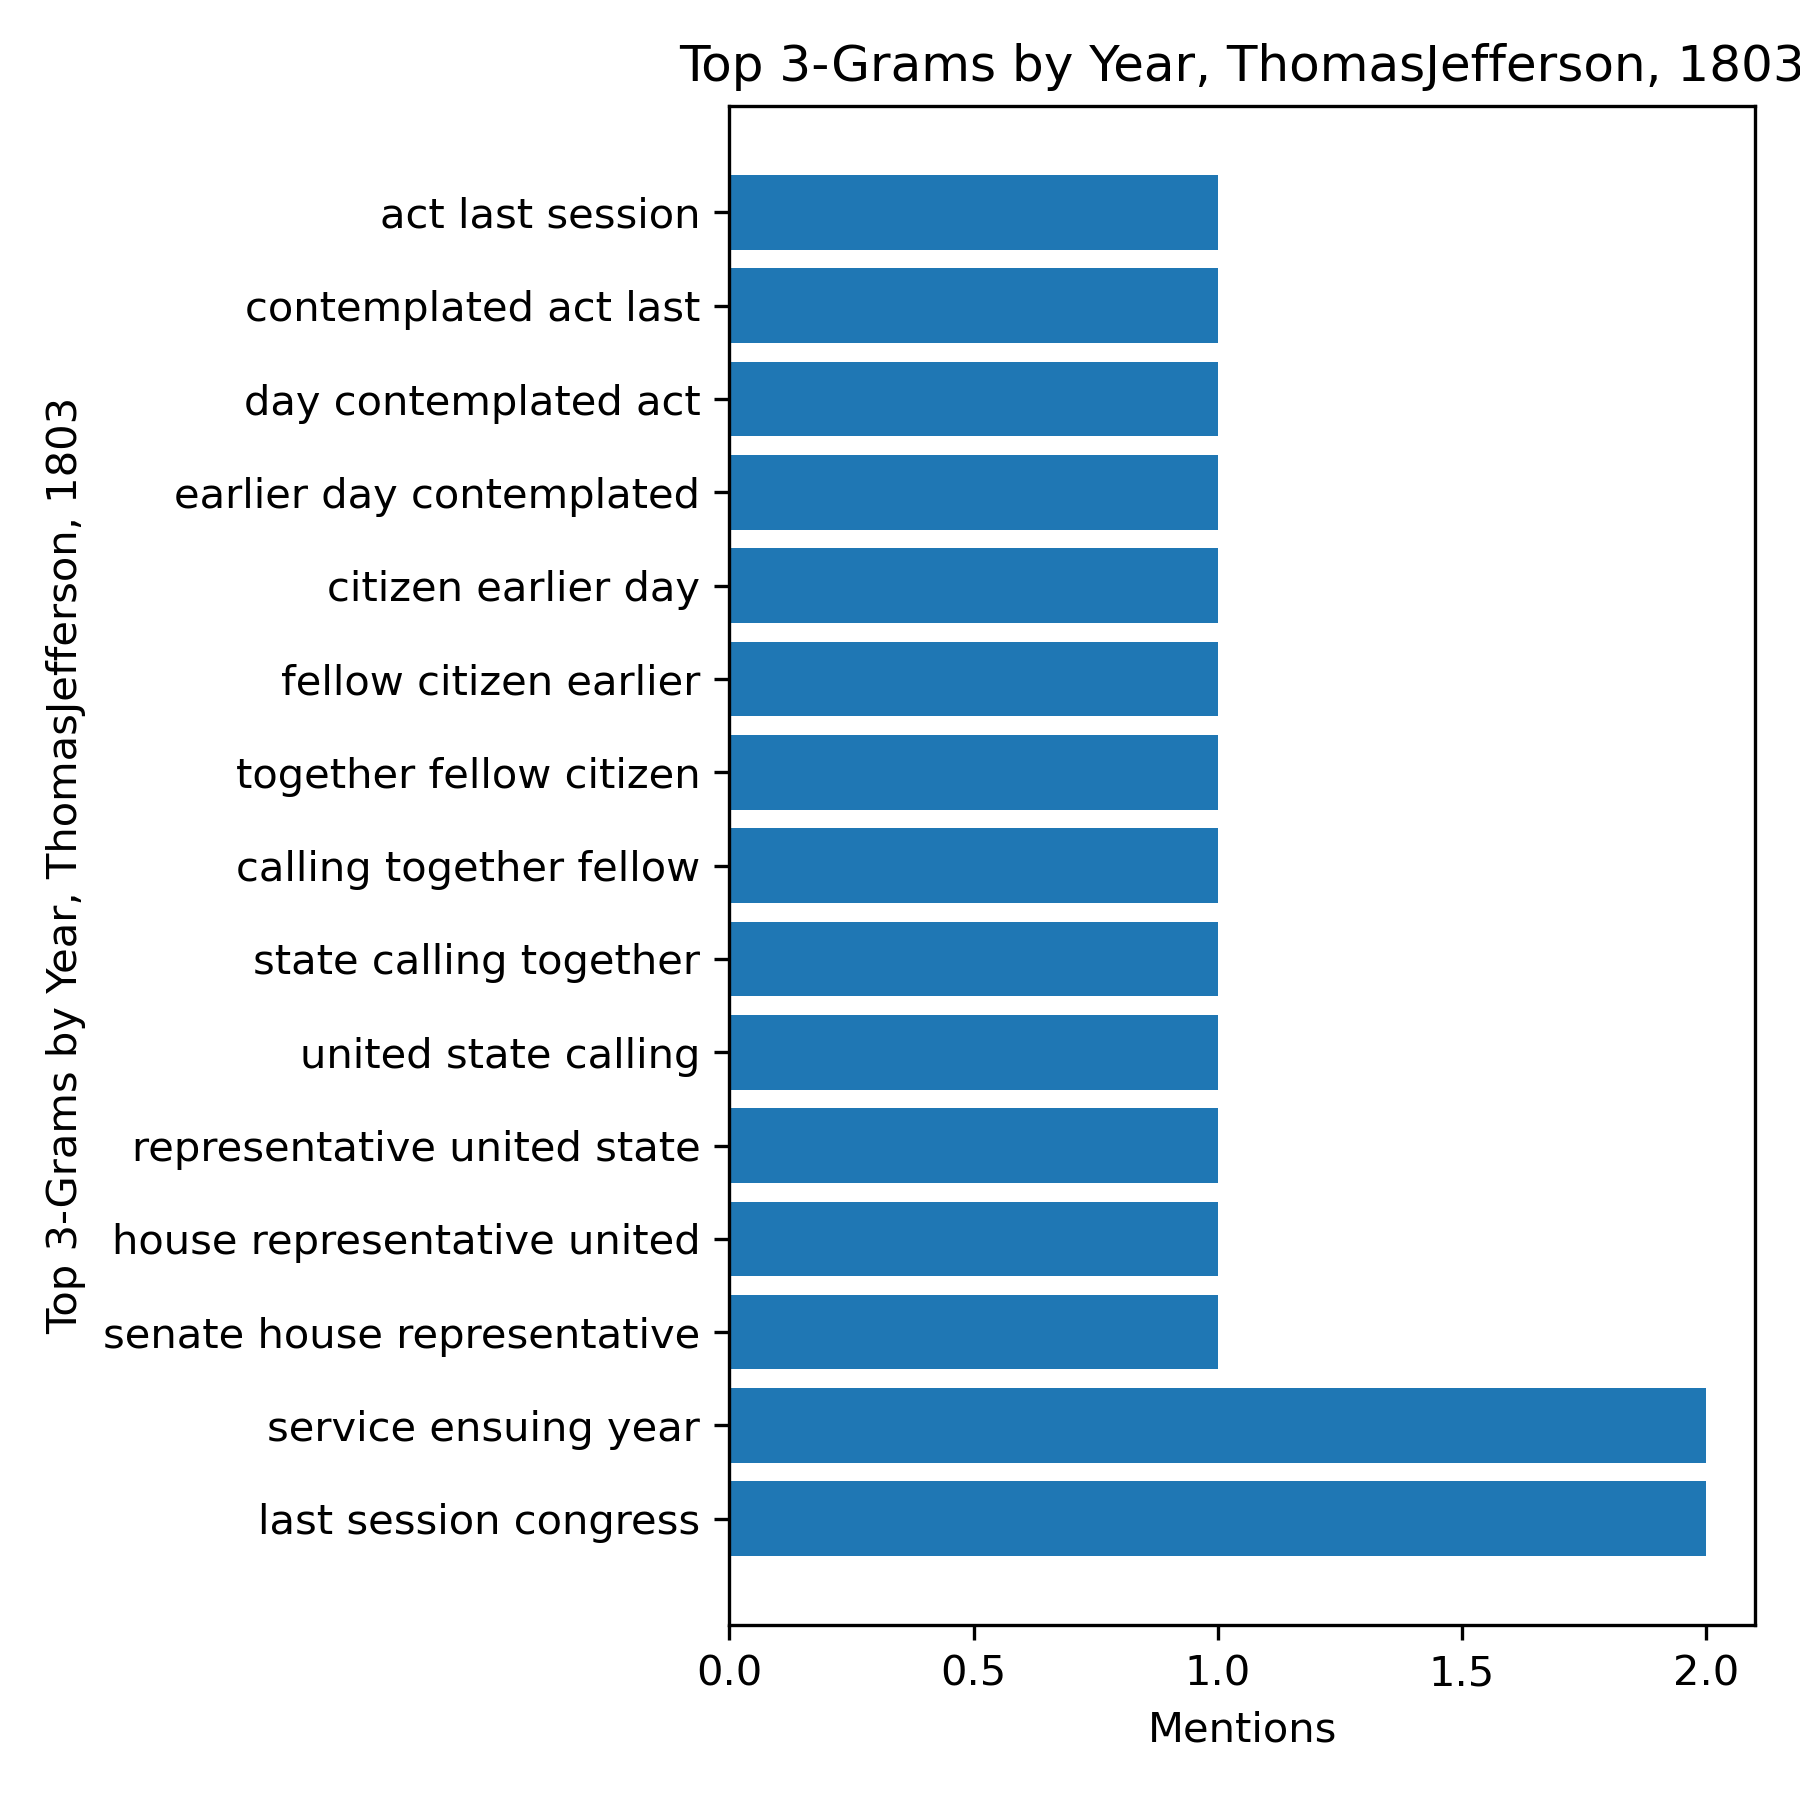 Top 3-Grams by Year, ThomasJefferson, 1803
Top 3-Grams by Year, ThomasJefferson, 1803
act last session
contemplated act last
day contemplated act
earlier day contemplated
citizen earlier day
fellow citizen earlier
together fellow citizen
calling together fellow
state calling together
united state calling
representative united state
house representative united
senate house representative
service ensuing year
last session congress
0.0 0.5 1.0 1.5 2.0
Mentions